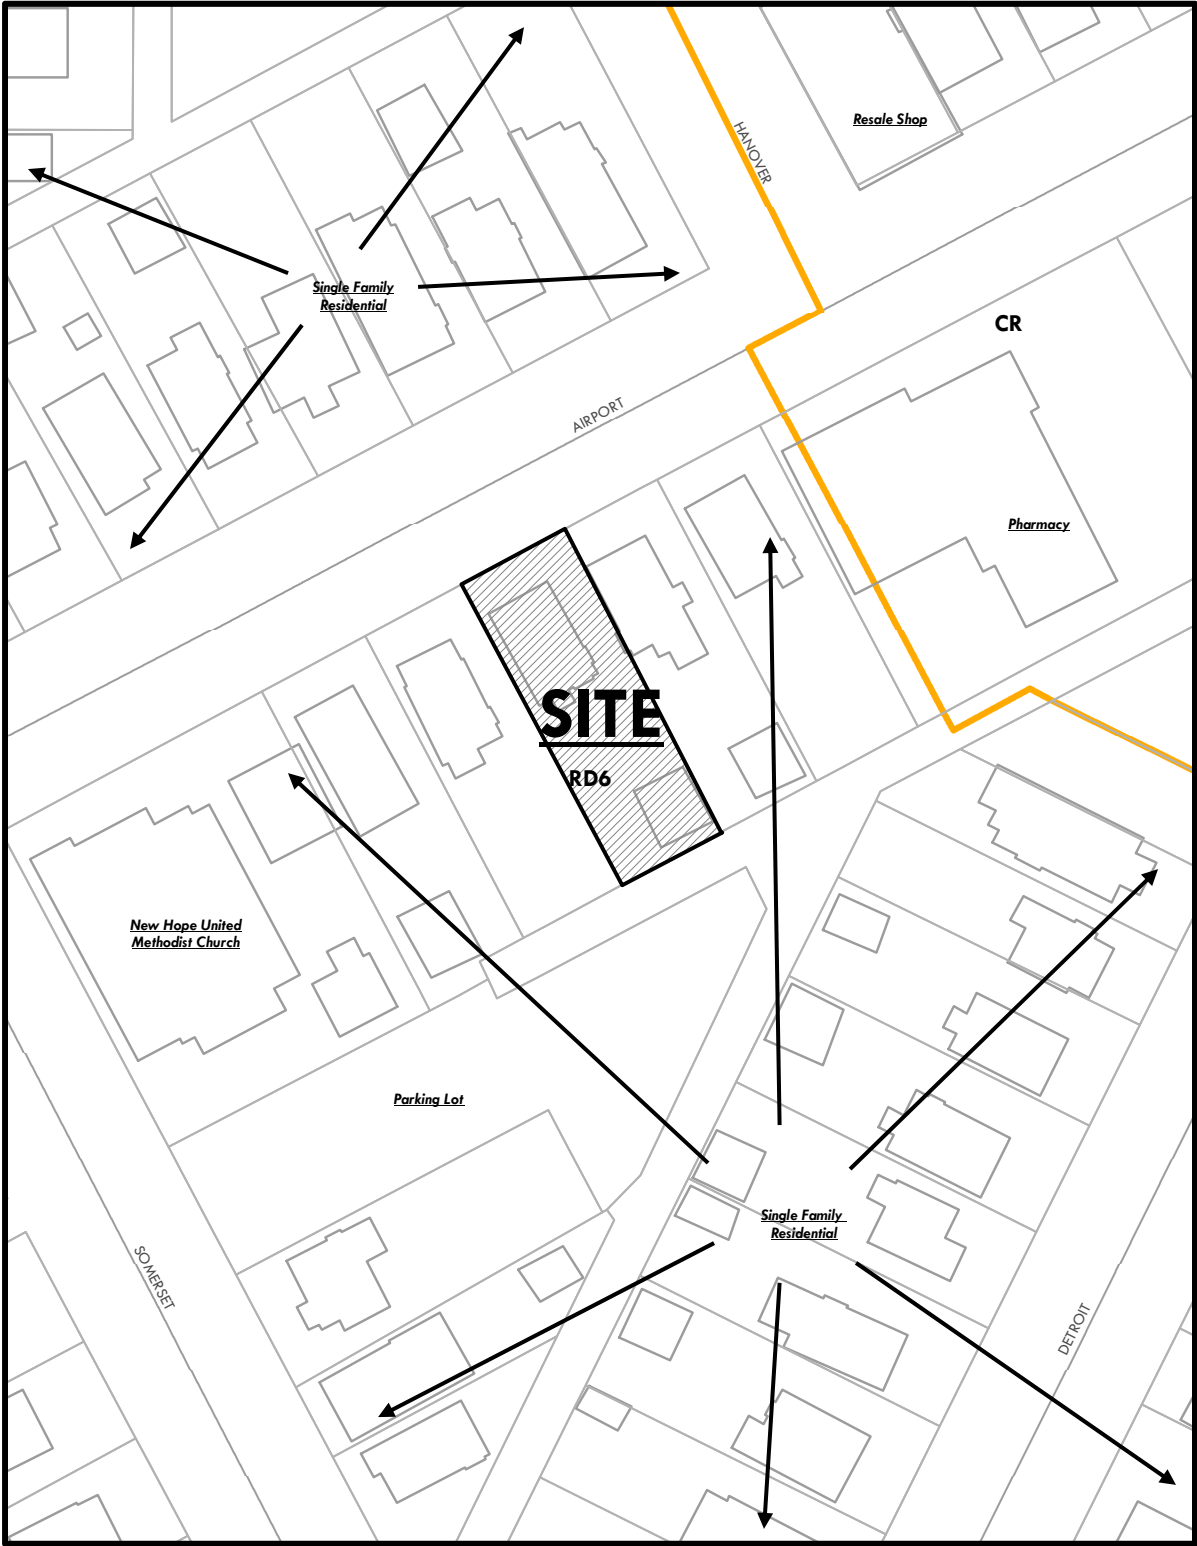 Resale Shop
HANOVER
Single Family
Residential
CR
AIRPORT
Pharmacy
SITE
RD6
New Hope United
Methodist Church
Parking Lot
Single Family
Residential
SOMERSET
DETROIT